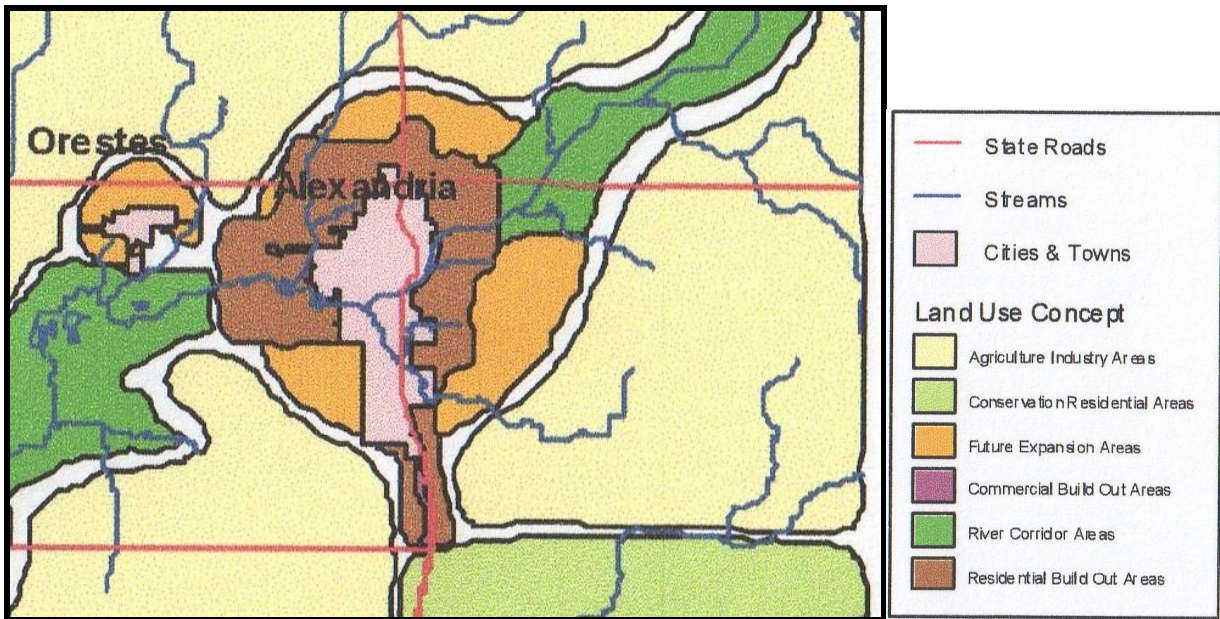 Orestes
Alexandria
State Roads
Streams
Cities & Towns
Land Use Concept
Agriculture Industry Areas
Conservation Residential Areas
Future Expansion Areas
Commercial Build Out Areas
River Corridor Areas
Residential Build Out Areas